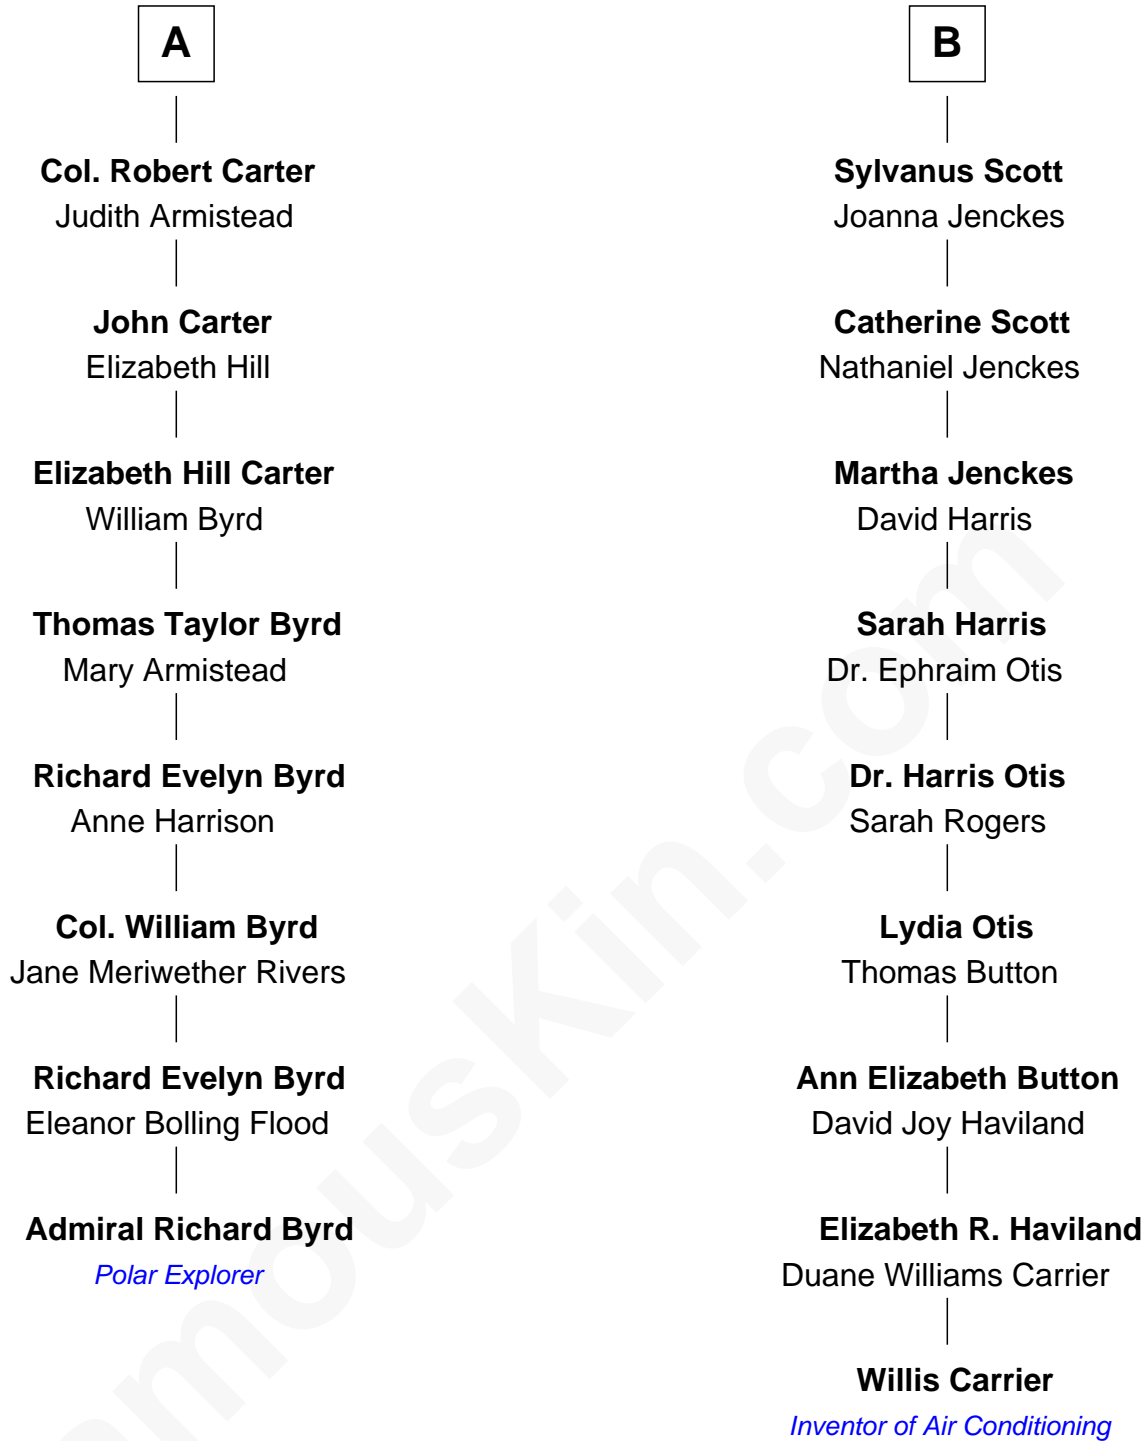 A
Col. Robert Carter
Judith Armistead
John Carter
Elizabeth Hill
Elizabeth Hill Carter
William Byrd
Thomas Taylor Byrd
Mary Armistead
Richard Evelyn Byrd
Anne Harrison
Col. William Byrd
Jane Meriwether Rivers
Richard Evelyn Byrd
Eleanor Bolling Flood
Admiral Richard Byrd
Polar Explorer
B
Sylvanus Scott
Joanna Jenckes
Catherine Scott
Nathaniel Jenckes
Martha Jenckes
David Harris
Sarah Harris
Dr. Ephraim Otis
Dr. Harris Otis
Sarah Rogers
Lydia Otis
Thomas Button
Ann Elizabeth Button
David Joy Haviland
Elizabeth R. Haviland
Duane Williams Carrier
Willis Carrier
Inventor of Air Conditioning
amousKin.com